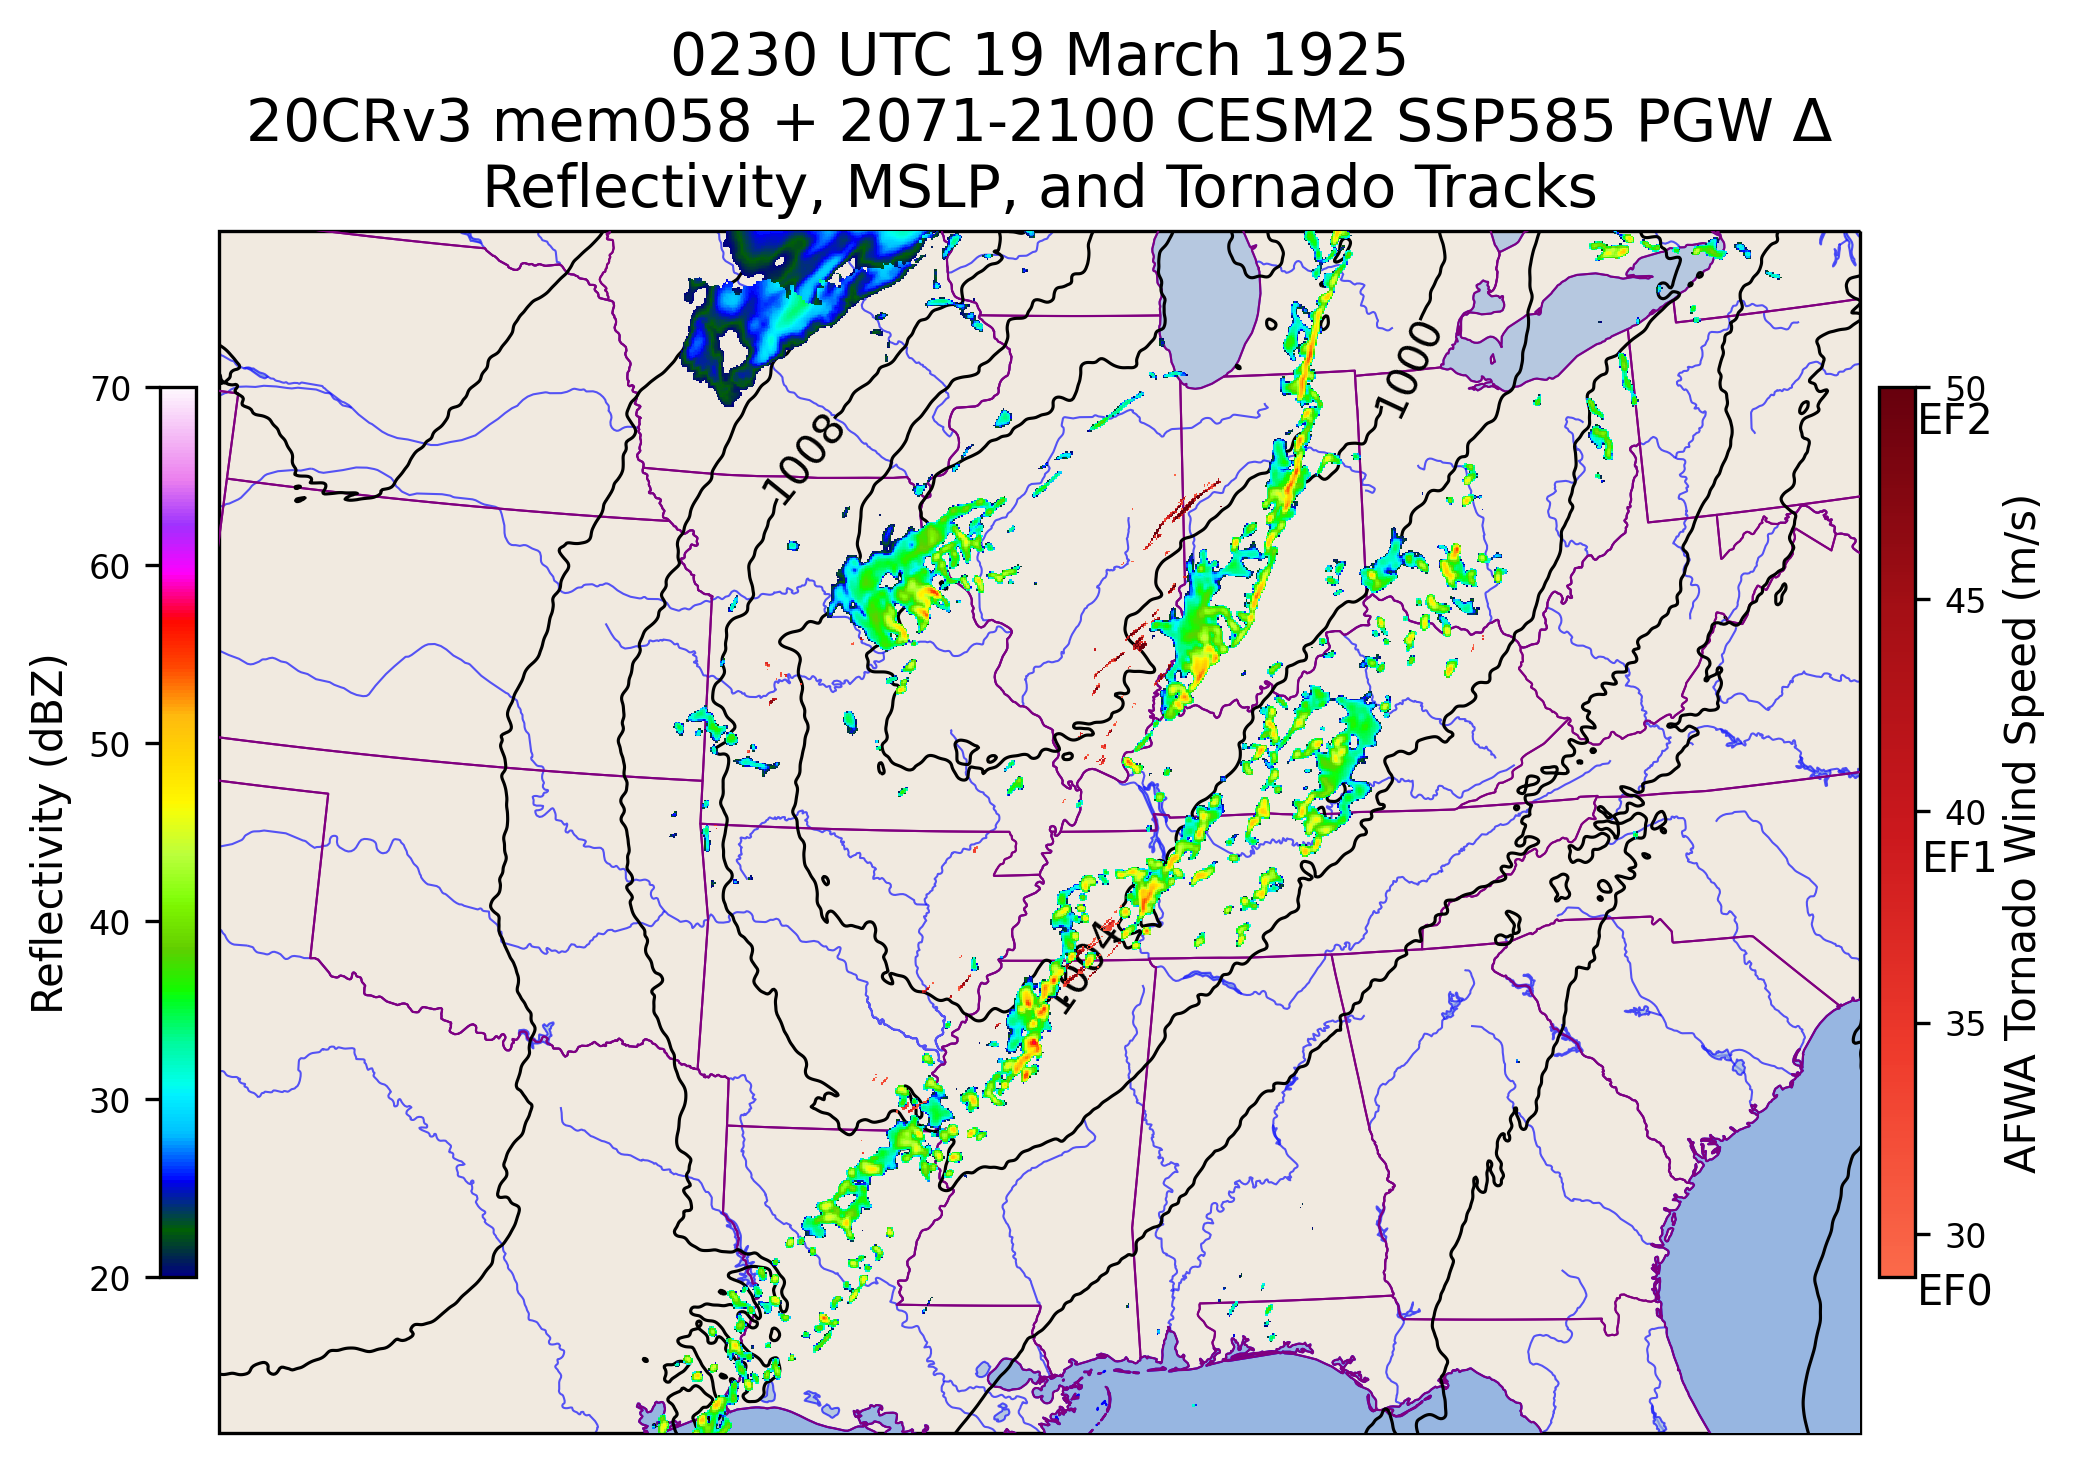 0230 UTC 19 March 1925
20CRv3 mem058 + 2071-2100 CESM2 SSP585 PGW Δ
Reflectivity, MSLP, and Tornado Tracks
Reflectivity (dBZ)
70
60
50
40
30
20
1008
1000
1004
50
EF2
45
40
EF1
35
30
EF0
AFWA Tornado Wind Speed (m/s)